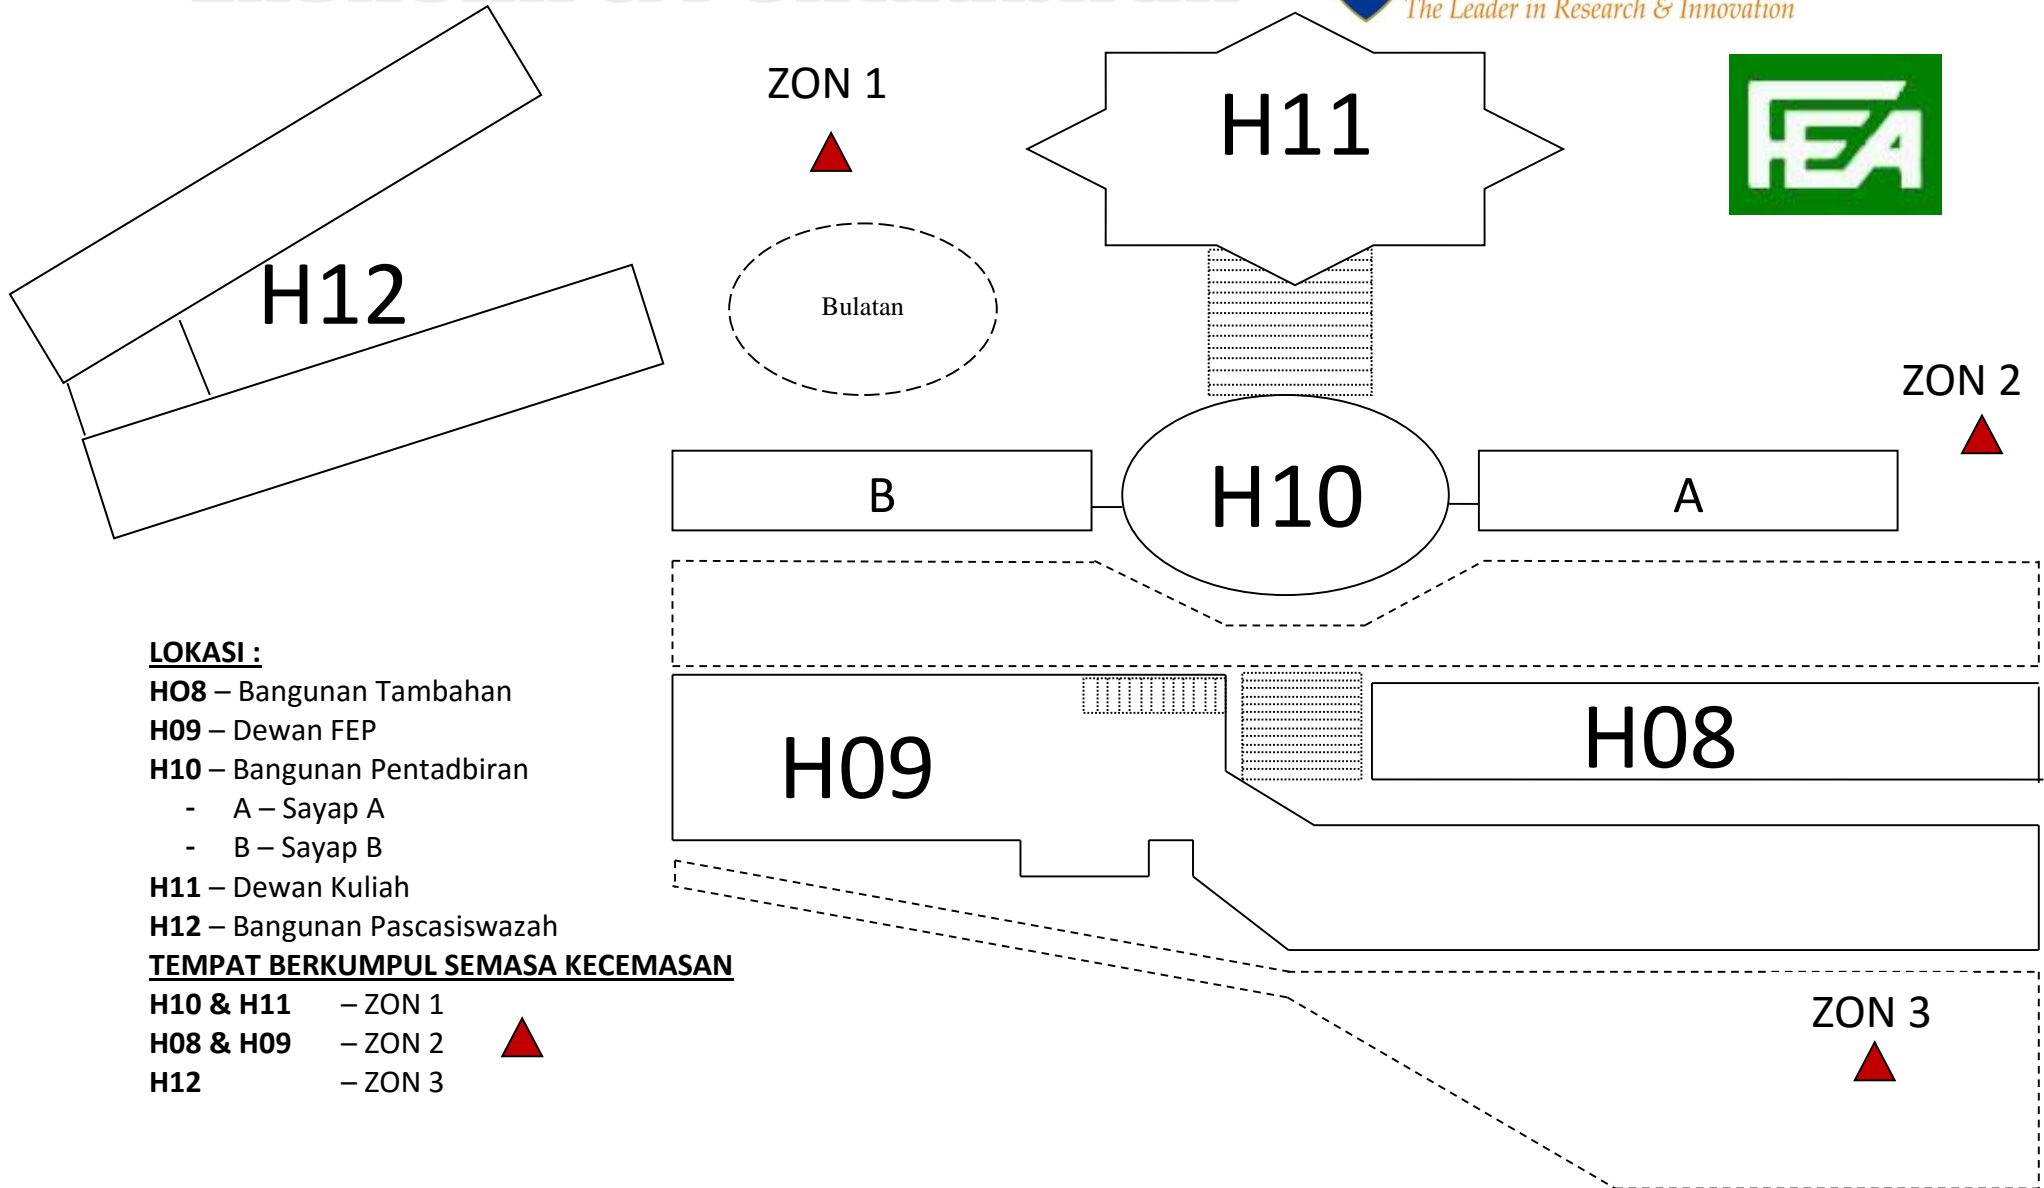 The Leader in Research & Innovation
ZON 1
H11
FEA
H12
Bulatan
ZON 2
B
H10
A
LOKASI :
HO8 – Bangunan Tambahan
H09 – Dewan FEP
H10 – Bangunan Pentadbiran
- A – Sayap A
- B – Sayap B
H11 – Dewan Kuliah
H12 – Bangunan Pascasiswazah
TEMPAT BERKUMPUL SEMASA KECEMASAN
H10 & H11 – ZON 1
H08 & H09 – ZON 2
H12 – ZON 3
H09
H08
ZON 3